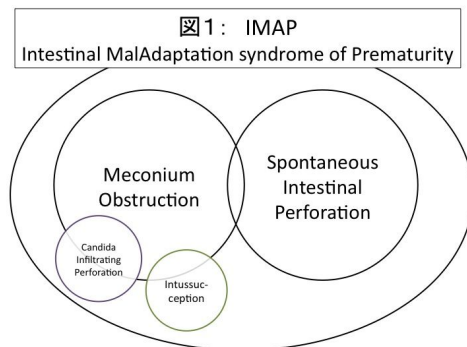 図1： IMAP
Intestinal MalAdaptation syndrome of Prematurity
Meconium
Obstruction
Spontaneous
Intestinal
Perforation
Candida
Infiltrating
Perforation
Intussuc-
ception